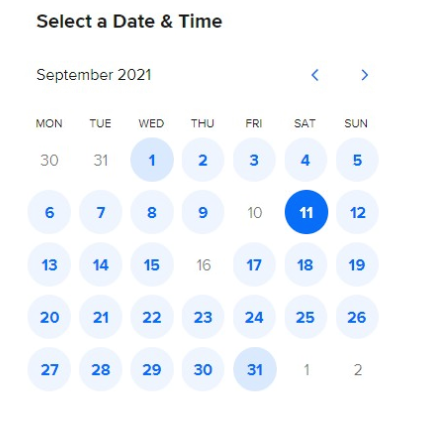 Select a Date & Time
September 2021
MON TUE WED THU FRI SAT SUN
30 31 1 2 3 4 5
6 7 8 9 10 11 12
13 14 15 16 17 18 19
20 21 22 23 24 25 26
27 28 29 30 31 1 2